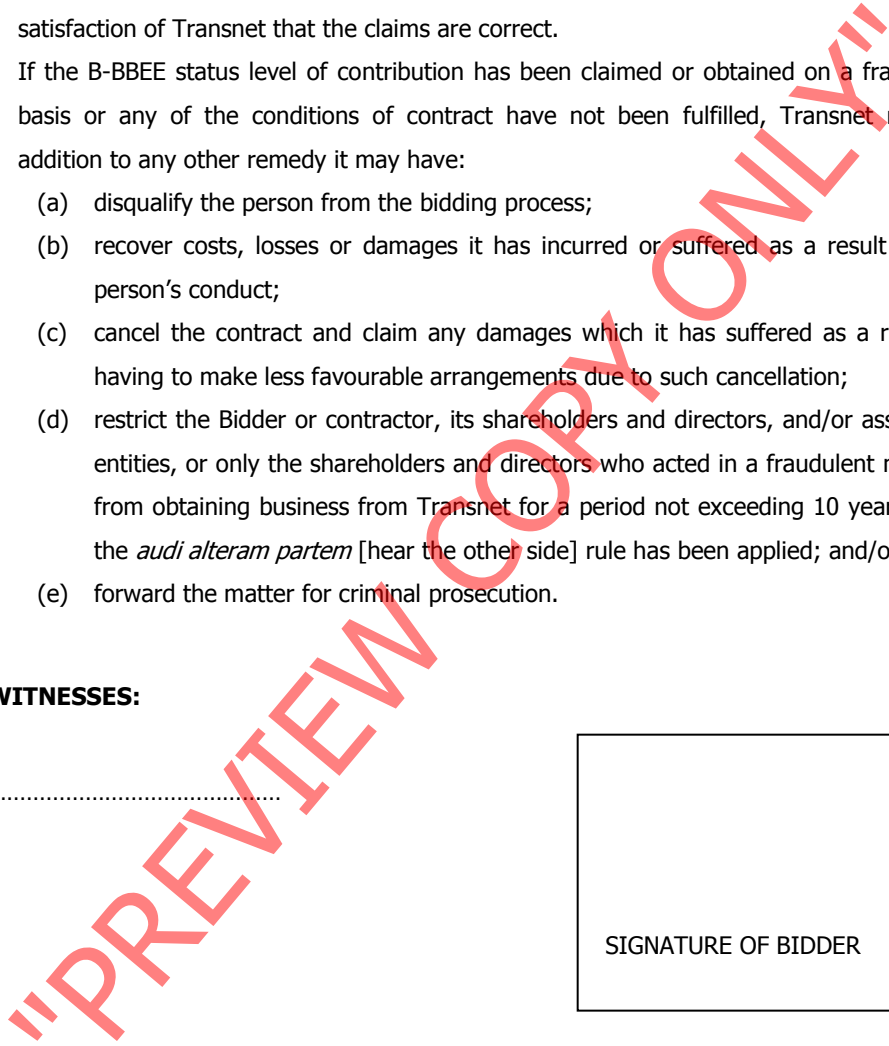 satisfaction of Transnet that the claims are correct.
If the B-BBEE status level of contribution has been claimed or obtained on a fra
basis or any of the conditions of contract have not been fulfilled, Transnet
addition to any other remedy it may have:
(a) disqualify the person from the bidding process;
(b) recover costs, losses or damages it has incurred or suffered as a result
person's conduct;
(c) cancel the contract and claim any damages which it has suffered as a r
having to make less favourable arrangements due to such cancellation;
(d) restrict the Bidder or contractor, its shareholders and directors, and/or ass
entities, or only the shareholders and directors who acted in a fraudulent
from obtaining business from Transnet for a period not exceeding 10 year
the audi alteram partem [hear the other side] rule has been applied; and/o
(e) forward the matter for criminal prosecution.
WITNESSES:
...........................................
SIGNATURE OF BIDDER
"PREVIEW COPY ONLY"